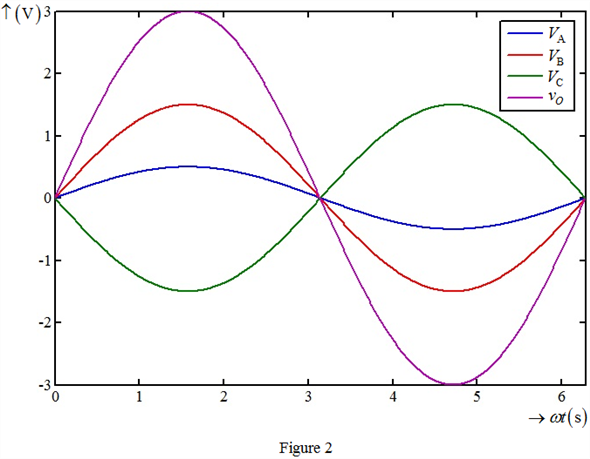 ↑(V)
3
2
1
0
-1
-2
-3
V_A
V_B
V_C
v_O
0 1 2 3 4 5 6
→ωt(s)
Figure 2